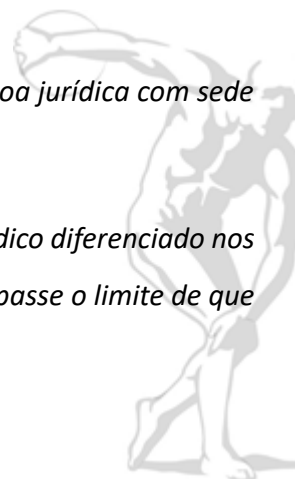 oa jurídica com sede
dico diferenciado nos
passe o limite de que